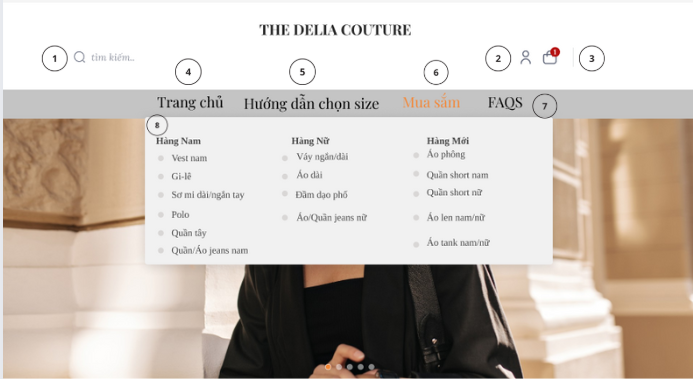 THE DELIA COUTURE
1 tìm kiếm.. 2 1 3
4 5 6
Trang chủ Hướng dẫn chọn size Mua sắm FAQS 7
8
Hàng Nam
Vest nam
Gi-lê
Sơ mi dài/ngắn tay
Polo
Quần tây
Quần/Áo jeans nam
Hàng Nữ
Váy ngắn/dài
Áo dài
Đầm dạo phố
Áo/Quần jeans nữ
Hàng Mới
Áo phông
Quần short nam
Quần short nữ
Áo len nam/nữ
Áo tank nam/nữ